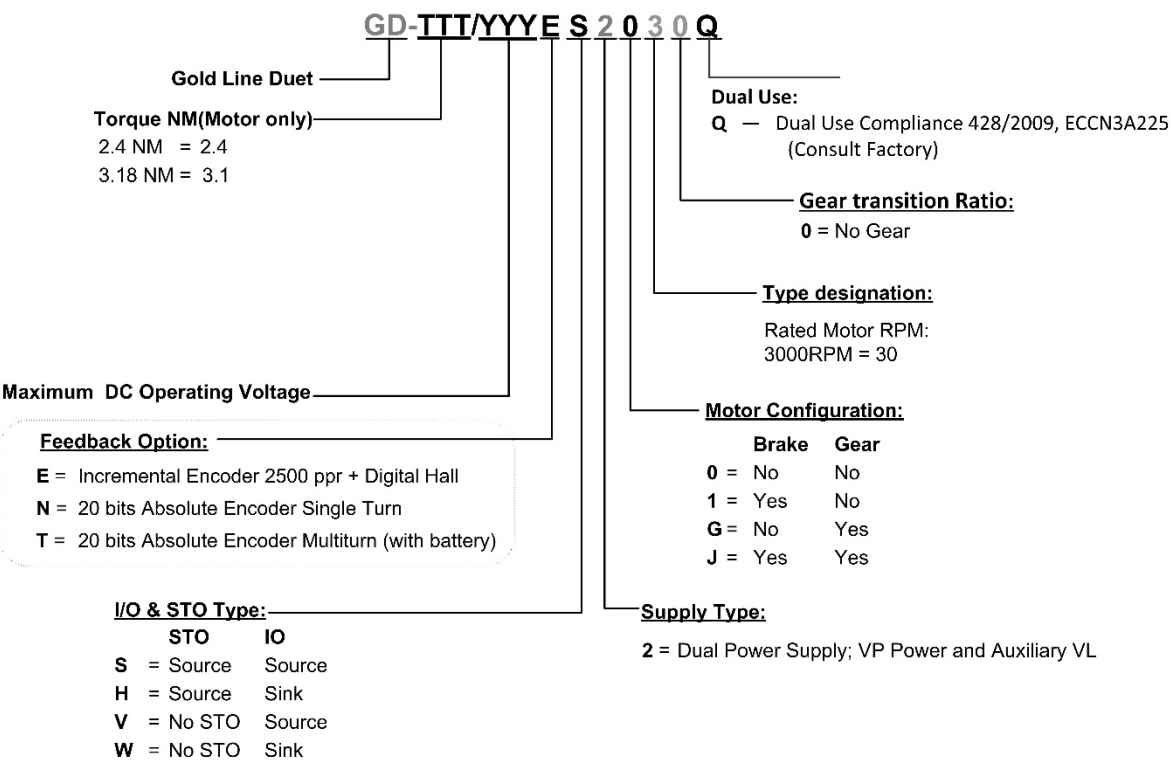 GD-TTT/YYYES2030Q
Gold Line Duet
Torque NM(Motor only)
2.4 NM = 2.4
3.18 NM = 3.1
Dual Use:
Q — Dual Use Compliance 428/2009, ECCN3A225
(Consult Factory)
Gear transition Ratio:
0 = No Gear
Type designation:
Rated Motor RPM:
3000RPM = 30
Maximum DC Operating Voltage
Feedback Option:
E = Incremental Encoder 2500 ppr + Digital Hall
N = 20 bits Absolute Encoder Single Turn
T = 20 bits Absolute Encoder Multiturn (with battery)
Motor Configuration:
Brake Gear
0 = No No
1 = Yes No
G = No Yes
J = Yes Yes
I/O & STO Type:
STO IO
S = Source Source
H = Source Sink
V = No STO Source
W = No STO Sink
Supply Type:
2 = Dual Power Supply; VP Power and Auxiliary VL